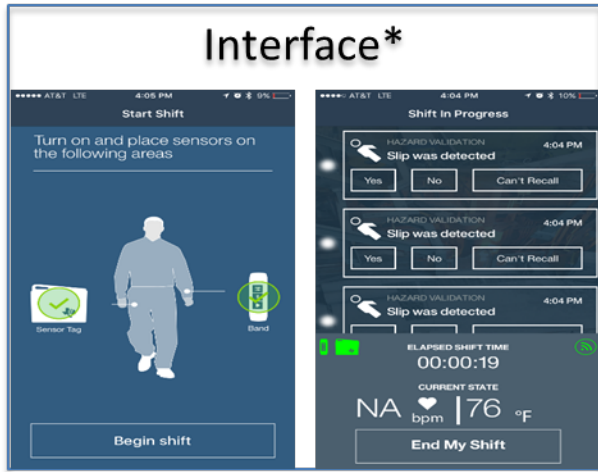 Interface*
AT&T LTE 4:05 PM 9%
Start Shift
Turn on and place sensors on
the following areas
Sensor Tag
Band
Begin shift
AT&T LTE 4:04 PM 10%
Shift In Progress
HAZARD VALIDATION 4:04 PM
Slip was detected
Yes No Can't Recall
HAZARD VALIDATION 4:04 PM
Slip was detected
Yes No Can't Recall
HAZARD VALIDATION 4:04 PM
Slip was detected
ELAPSED SHIFT TIME
00:00:19
CURRENT STATE
NA bpm |76 °F
End My Shift